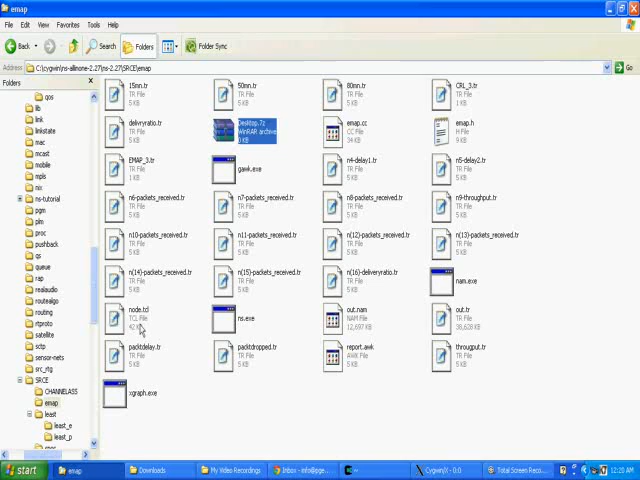 emap
File Edit View Favorites Tools Help
Back Search Folders Folder Sync
Address C:\cygwin\ns-allinone-2.27\ns-2.27\SRCE\emap Go
Folders
qos
lib
link
linkstate
mac
mcast
mobile
mpls
nix
ns-tutorial
pgm
plm
proc
pushback
qs
queue
rap
realaudio
routealgo
routing
rtproto
satellite
sctp
sensor-nets
src_rtg
SRCE
CHANNELASS
emap
least
least_e
least_p
15mn.tr
TR File
5 KB
50mn.tr
TR File
5 KB
80mn.tr
TR File
5 KB
CRL_3.tr
TR File
1 KB
delivryratio.tr
TR File
5 KB
Desktop.7z
WinRAR archive
0 KB
emap.cc
CC File
34 KB
emap.h
H File
9 KB
EMAP_3.tr
TR File
1 KB
gawk.exe
n4-delay1.tr
TR File
5 KB
n5-delay2.tr
TR File
5 KB
n6-packets_received.tr
TR File
5 KB
n7-packets_received.tr
TR File
5 KB
n8-packets_received.tr
TR File
5 KB
n9-throughput.tr
TR File
5 KB
n10-packets_received.tr
TR File
5 KB
n11-packets_received.tr
TR File
5 KB
n(12)-packets_received.tr
TR File
5 KB
n(13)-packets_received.tr
TR File
5 KB
n(14)-packets_received.tr
TR File
5 KB
n(15)-packets_received.tr
TR File
5 KB
n(16)-deliveryratio.tr
TR File
5 KB
nam.exe
node.tcl
TCL File
42 KB
ns.exe
out.nam
NAM File
12,697 KB
out.tr
TR File
38,628 KB
packtdelay.tr
TR File
5 KB
packtdropped.tr
TR File
5 KB
report.awk
AWK File
5 KB
througput.tr
TR File
5 KB
xgraph.exe
start emap Downloads My Video Recordings Inbox - info@pge... Cygwin/X - 0:0 Total Screen Reco... 12:20 AM